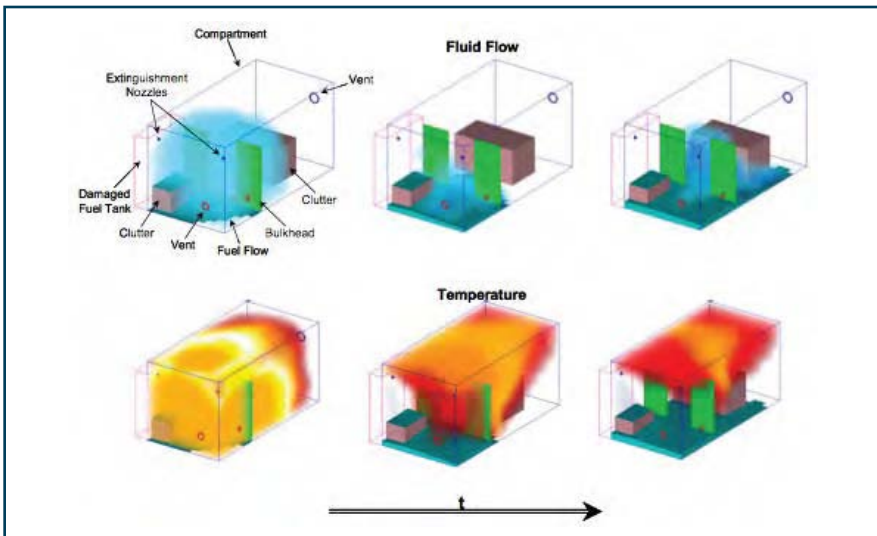 Compartment
Fluid Flow
Extinguishment
Nozzles
Vent
Damaged
Fuel Tank
Clutter
Vent
Fuel Flow
Bulkhead
Clutter
Temperature
t